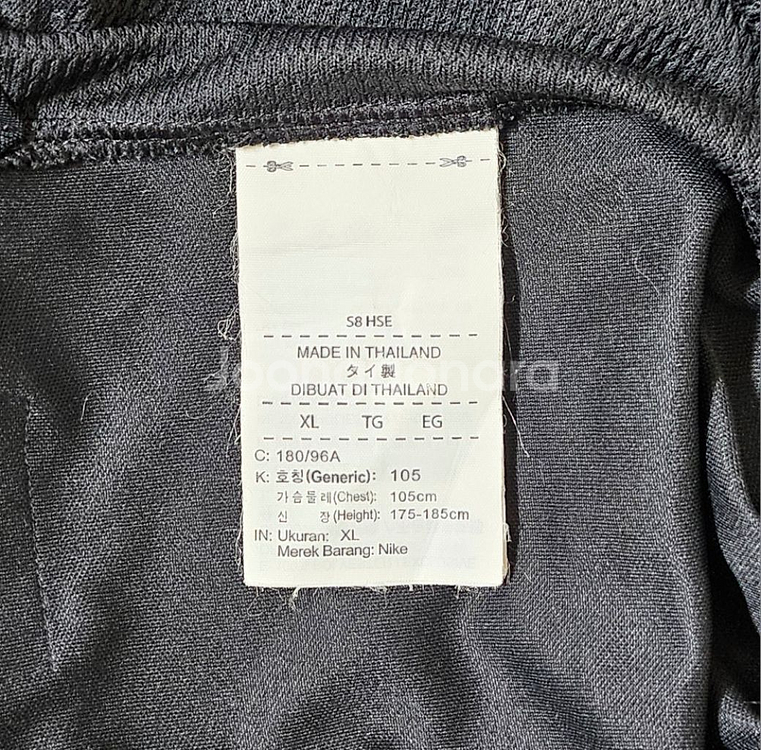 S8 HSE
MADE IN THAILAND
タイ製
DIBUAT DI THAILAND
XL TG EG
C: 180/96A
K: 호칭(Generic): 105
가슴둘레(Chest): 105cm
신 장(Height): 175-185cm
IN: Ukuran: XL
Merek Barang: Nike